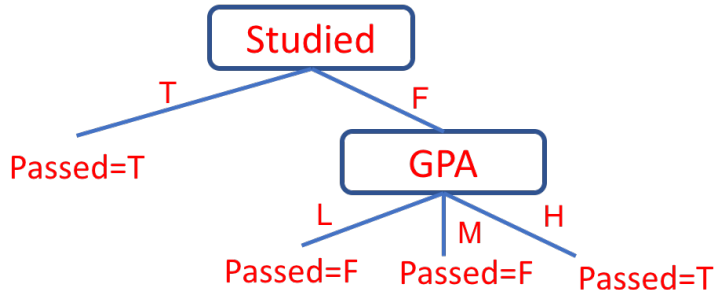 Studied
T
F
Passed=T
GPA
L
M
H
Passed=F
Passed=F
Passed=T